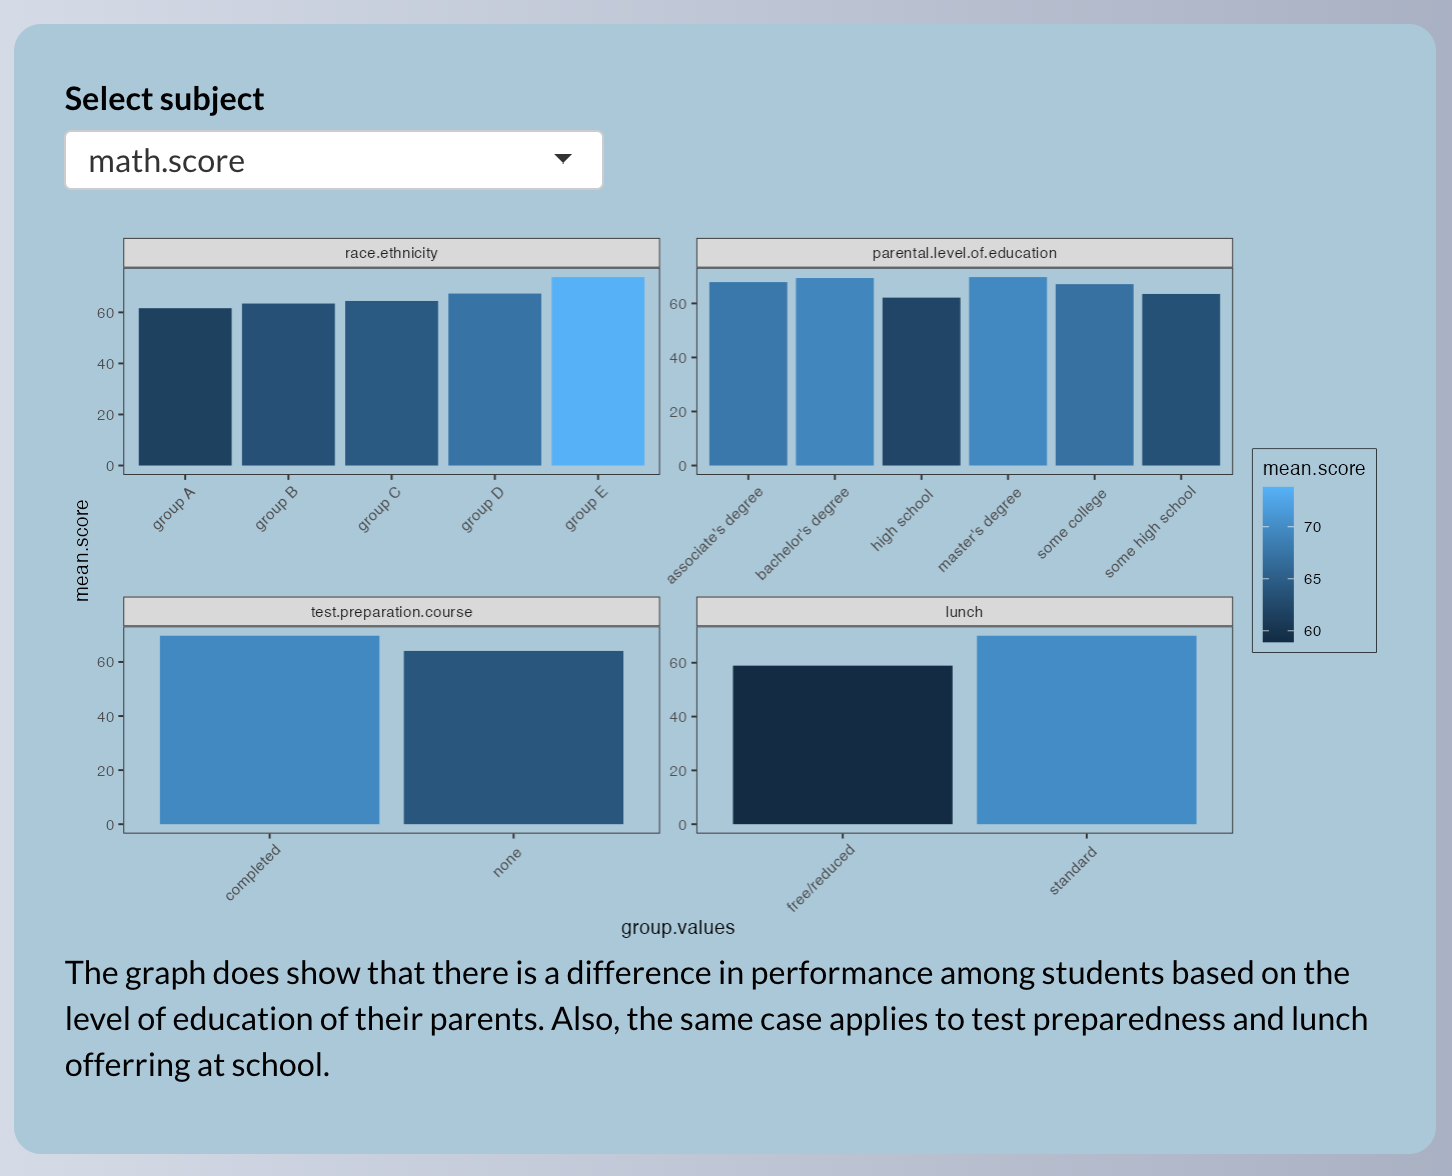 Select subject
math.score
race.ethnicity
60
40
20
0
group A
group B
group C
group D
group E
parental.level.of.education
60
40
20
0
associate's degree
bachelor's degree
high school
master's degree
some college
some high school
mean.score
mean.score
70
65
60
test.preparation.course
60
40
20
0
completed
none
lunch
60
40
20
0
free/reduced
standard
group.values
The graph does show that there is a difference in performance among students based on the
level of education of their parents. Also, the same case applies to test preparedness and lunch
offerring at school.